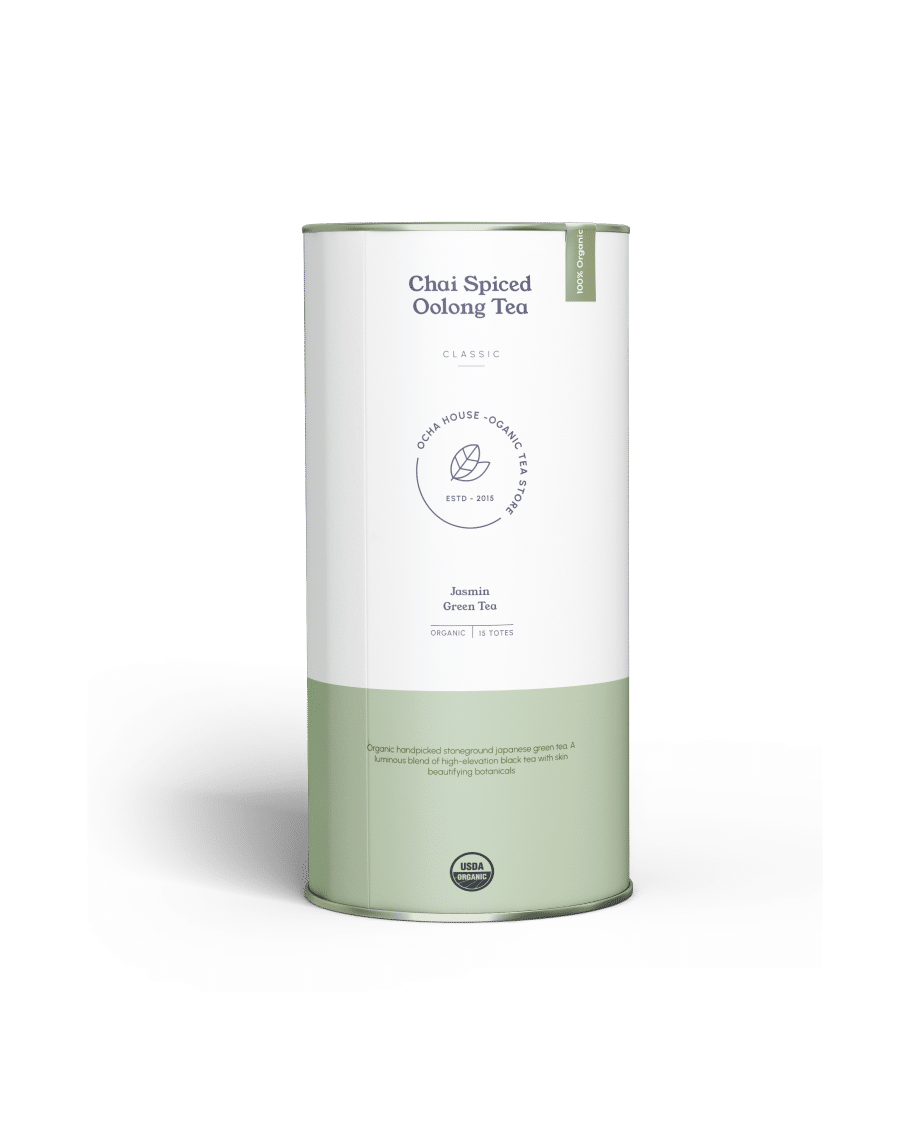 100% Organic
Chai Spiced
Oolong Tea
CLASSIC
OCHA HOUSE -OGANIC TEA STORE
ESTD - 2015
Jasmin
Green Tea
ORGANIC | 15 TOTES
Organic handpicked stoneground japanese green tea. A
luminous blend of high-elevation black tea with skin
beautifying botanicals
USDA
ORGANIC